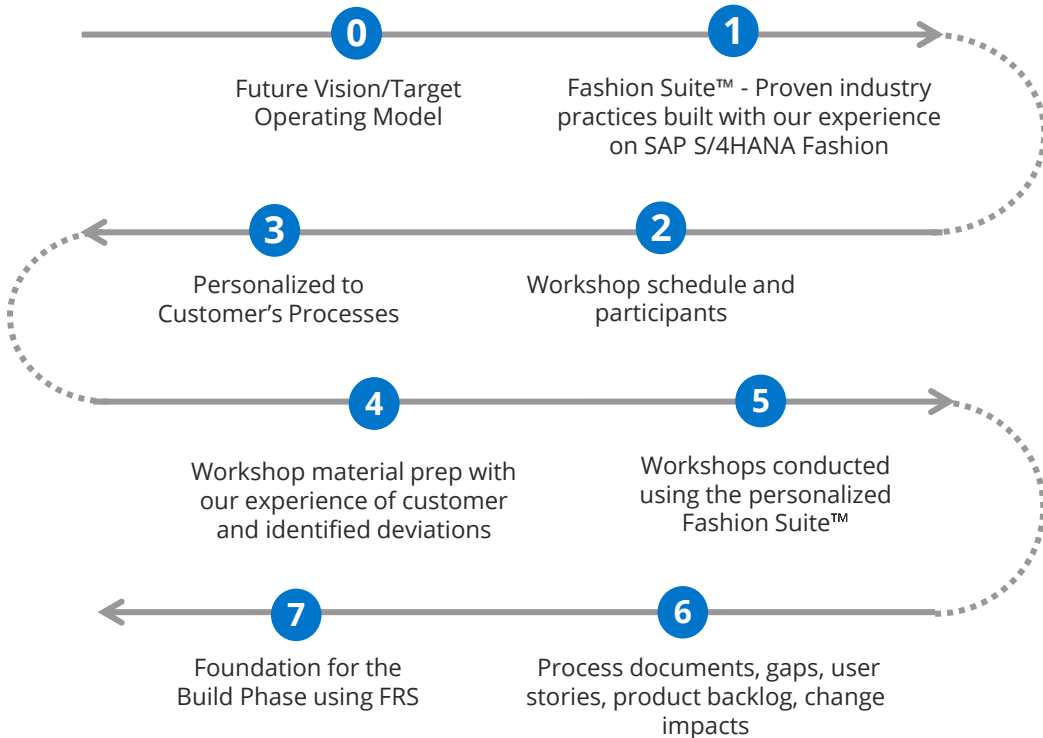 0
Future Vision/Target
Operating Model
1
Fashion Suite™ - Proven industry
practices built with our experience
on SAP S/4HANA Fashion
2
Workshop schedule and
participants
3
Personalized to
Customer’s Processes
4
Workshop material prep with
our experience of customer
and identified deviations
5
Workshops conducted
using the personalized
Fashion Suite™
6
Process documents, gaps, user
stories, product backlog, change
impacts
7
Foundation for the
Build Phase using FRS